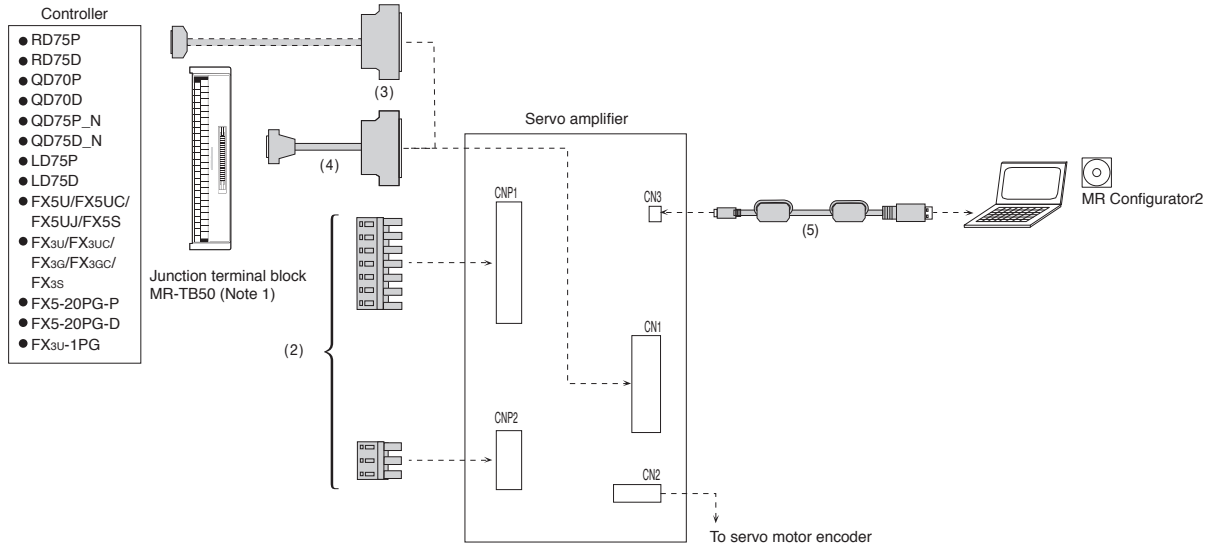 Controller
● RD75P
● RD75D
● QD70P
● QD70D
● QD75P_N
● QD75D_N
● LD75P
● LD75D
● FX5U/FX5UC/
FX5UJ/FX5S
● FX3U/FX3UC/
FX3G/FX3GC/
FX3S
● FX5-20PG-P
● FX5-20PG-D
● FX3U-1PG
Junction terminal block
MR-TB50 (Note 1)
(3)
(4)
(2)
Servo amplifier
CNP1
CNP2
CN3
CN1
CN2
(5)
MR Configurator2
To servo motor encoder